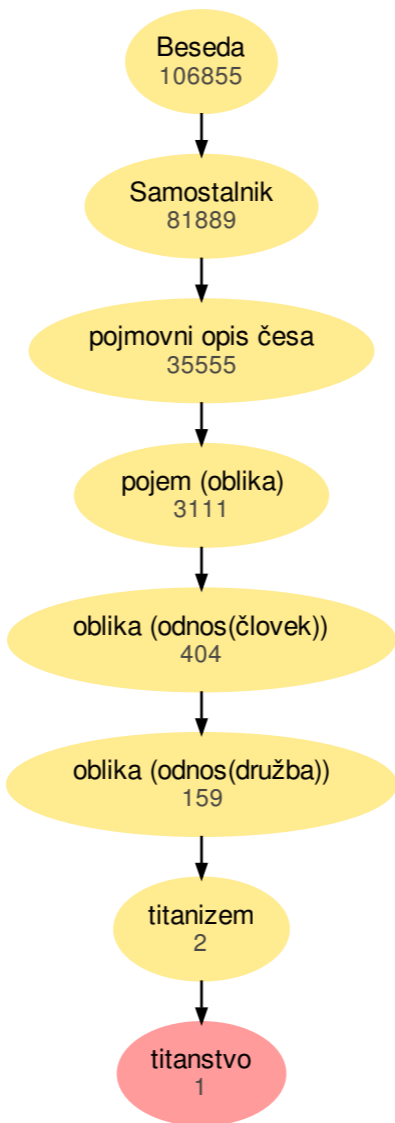 Beseda
106855
Samostalnik
81889
pojmovni opis česa
35555
pojem (oblika)
3111
oblika (odnos(človek))
404
oblika (odnos(družba))
159
titanizem
2
titanstvo
1